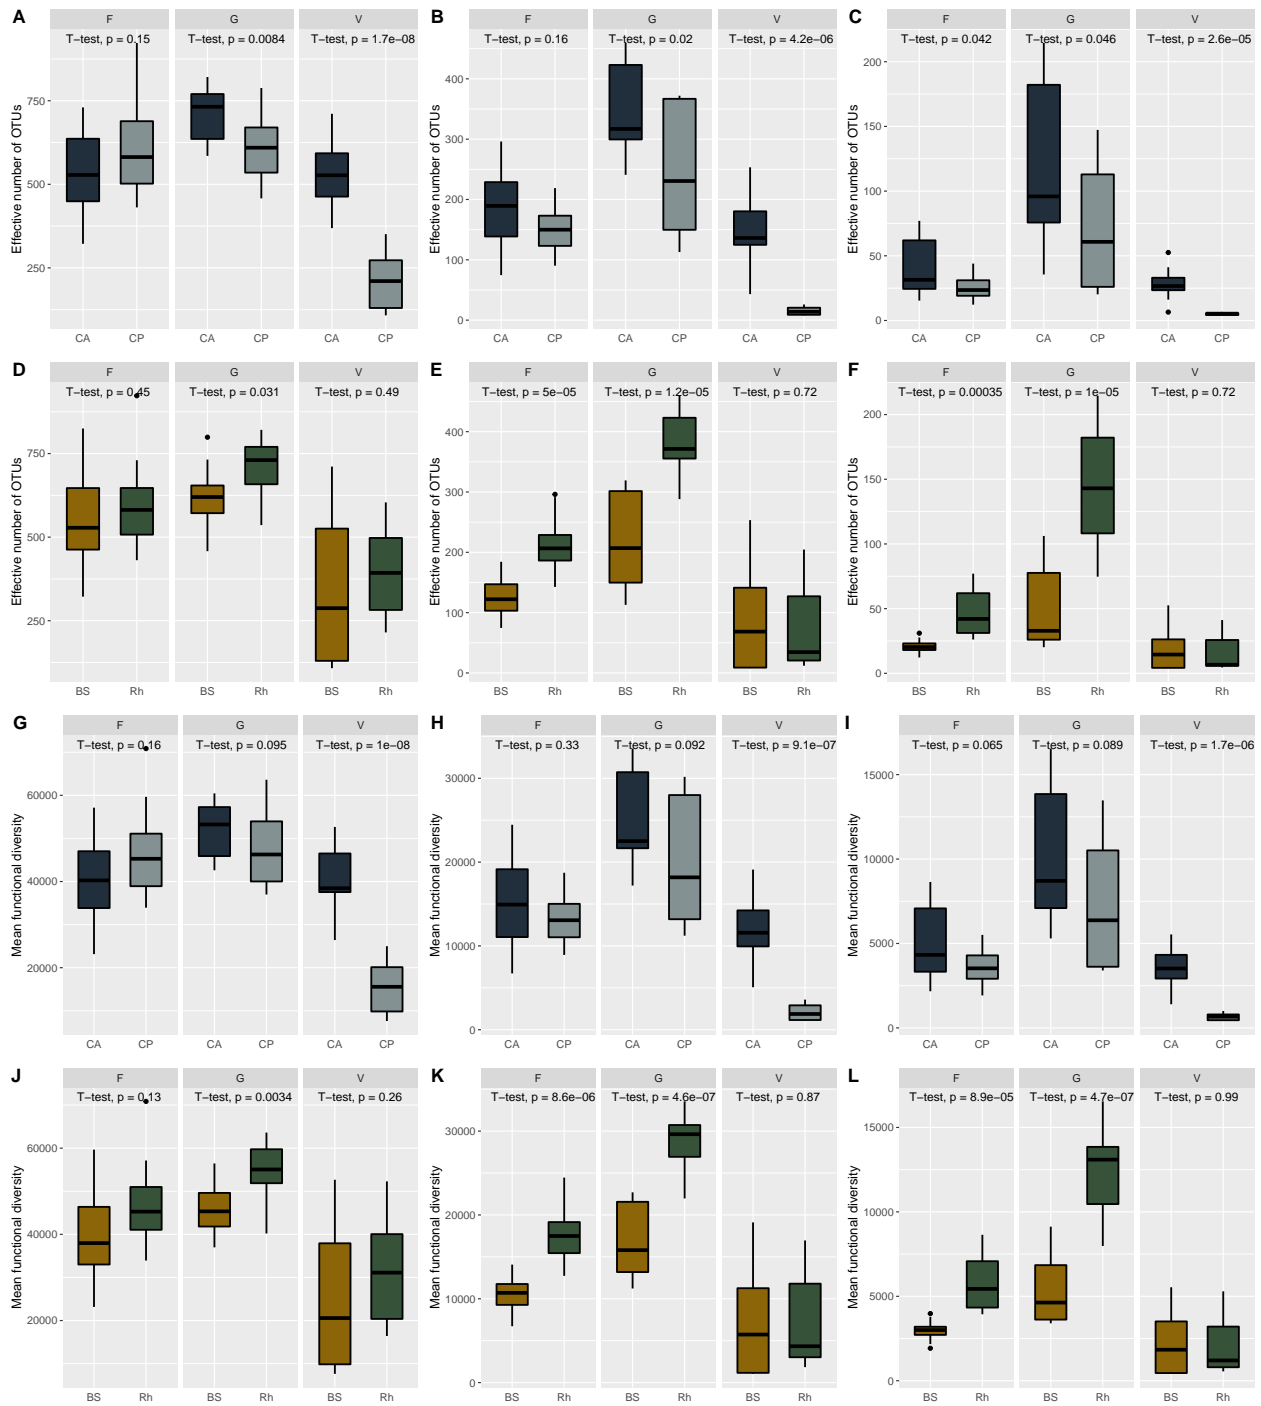 A
F G V
T-test, p = 0.15 T-test, p = 0.0084 T-test, p = 1.7e-08
Effective number of OTUs
750
500
250
CA CP CA CP CA CP
B
F G V
T-test, p = 0.16 T-test, p = 0.02 T-test, p = 4.2e-06
Effective number of OTUs
400
300
200
100
0
CA CP CA CP CA CP
C
F G V
T-test, p = 0.042 T-test, p = 0.046 T-test, p = 2.6e-05
Effective number of OTUs
200
150
100
50
0
CA CP CA CP CA CP
D
F G V
T-test, p = 0.45 T-test, p = 0.031 T-test, p = 0.49
Effective number of OTUs
750
500
250
BS Rh BS Rh BS Rh
E
F G V
T-test, p = 5e-05 T-test, p = 1.2e-05 T-test, p = 0.72
Effective number of OTUs
400
300
200
100
0
BS Rh BS Rh BS Rh
F
F G V
T-test, p = 0.00035 T-test, p = 1e-05 T-test, p = 0.72
Effective number of OTUs
200
150
100
50
0
BS Rh BS Rh BS Rh
G
F G V
T-test, p = 0.16 T-test, p = 0.095 T-test, p = 1e-08
Mean functional diversity
60000
40000
20000
CA CP CA CP CA CP
H
F G V
T-test, p = 0.33 T-test, p = 0.092 T-test, p = 9.1e-07
Mean functional diversity
30000
20000
10000
0
CA CP CA CP CA CP
I
F G V
T-test, p = 0.065 T-test, p = 0.089 T-test, p = 1.7e-06
Mean functional diversity
15000
10000
5000
0
CA CP CA CP CA CP
J
F G V
T-test, p = 0.13 T-test, p = 0.0034 T-test, p = 0.26
Mean functional diversity
60000
40000
20000
BS Rh BS Rh BS Rh
K
F G V
T-test, p = 8.6e-06 T-test, p = 4.6e-07 T-test, p = 0.87
Mean functional diversity
30000
20000
10000
0
BS Rh BS Rh BS Rh
L
F G V
T-test, p = 8.9e-05 T-test, p = 4.7e-07 T-test, p = 0.99
Mean functional diversity
15000
10000
5000
0
BS Rh BS Rh BS Rh